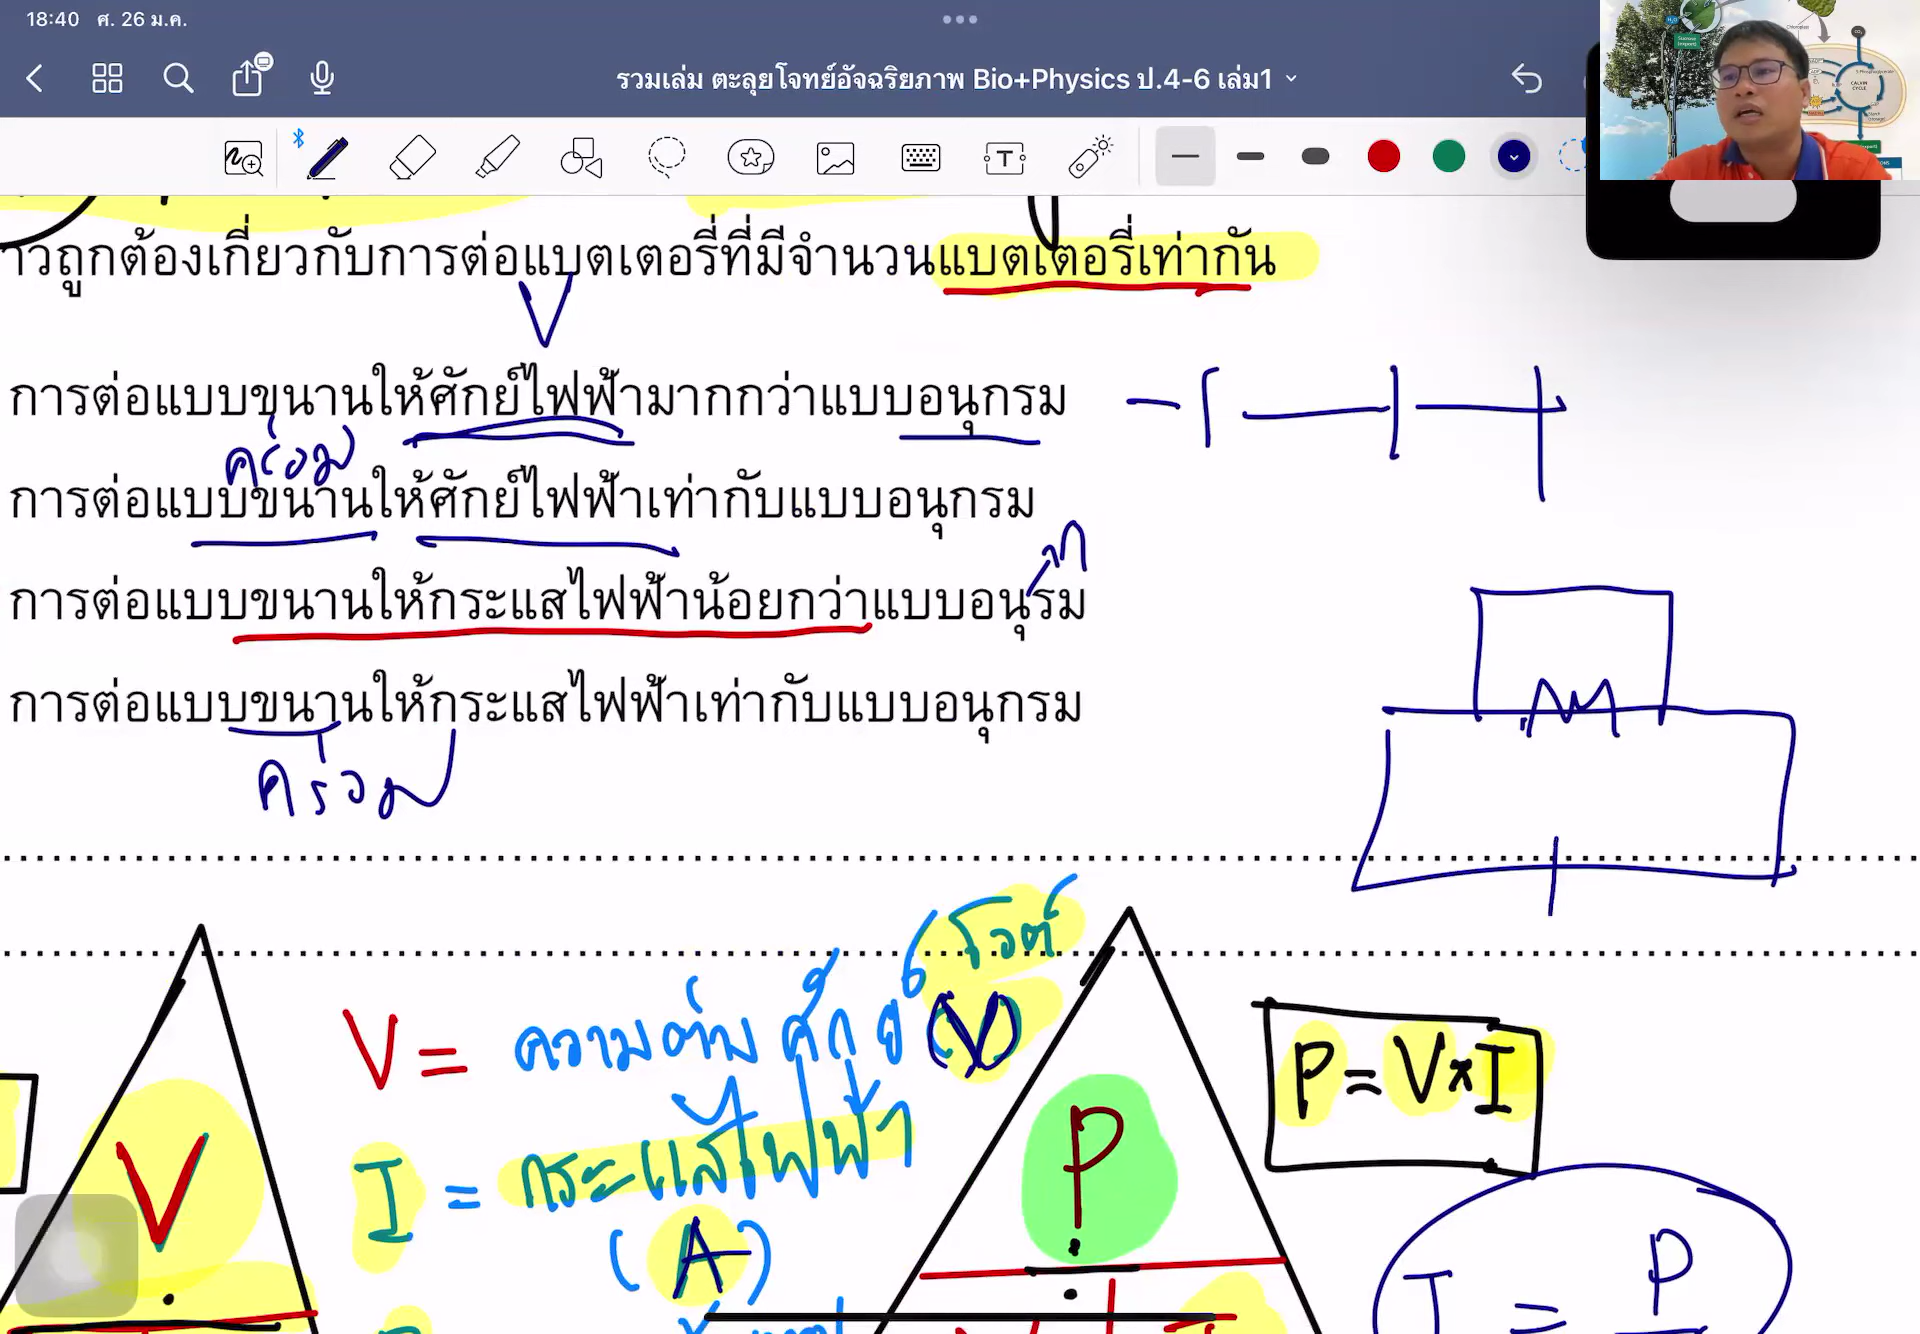 18:40 ศ. 26 ม.ค.
รวมเล่ม ตะลุยโจทย์อัจฉริยภาพ Bio+Physics ป.4-6 เล่ม1
าวถูกต้องเกี่ยวกับการต่อแบตเตอรี่ที่มีจำนวนแบตเตอรี่เท่ากัน
V
การต่อแบบขนานให้ศักย์ไฟฟ้ามากกว่าแบบอนุกรม
คร่อม
การต่อแบบขนานให้ศักย์ไฟฟ้าเท่ากับแบบอนุกรม
ก
การต่อแบบขนานให้กระแสไฟฟ้าน้อยกว่าแบบอนุรม
การต่อแบบขนานให้กระแสไฟฟ้าเท่ากับแบบอนุกรม
คร่อม
โวต์
V = ความต่างศักย์ (V)
ไฟฟ้า
P = V × I
V
I = กระแสไฟฟ้า
P
(A)
I = P